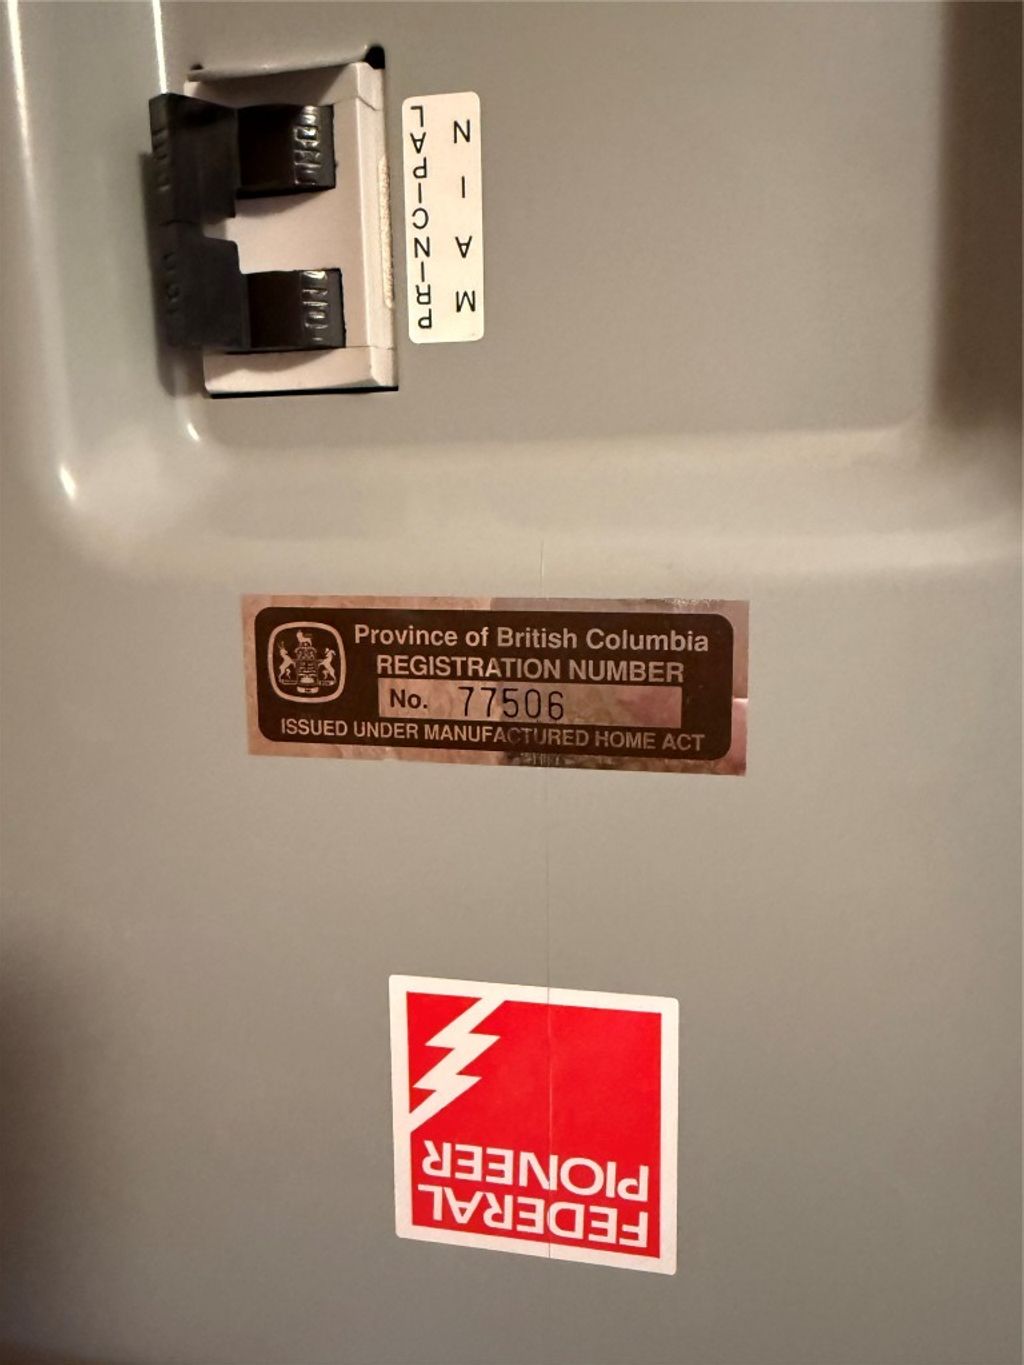 MAIN
PRINCIPAL
Province of British Columbia
REGISTRATION NUMBER
No. 77506
ISSUED UNDER MANUFACTURED HOME ACT
FEDERAL
PIONEER